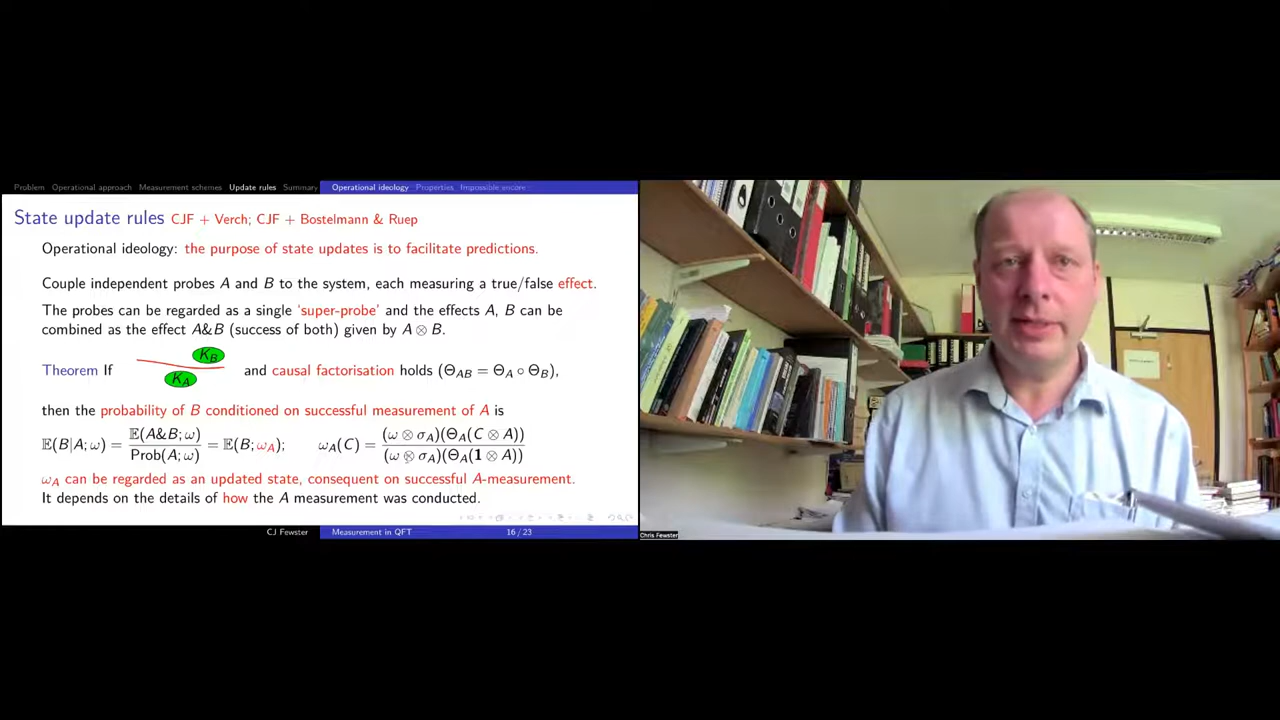 Problem Operational approach Measurement schemes Update rules Summary Operational ideology Properties Impossible encore
State update rules CJF + Verch; CJF + Bostelmann & Ruep
Operational ideology: the purpose of state updates is to facilitate predictions.
Couple independent probes A and B to the system, each measuring a true/false effect.
The probes can be regarded as a single 'super-probe' and the effects A, B can be
combined as the effect A&B (success of both) given by A ⊗ B.
K_B
Theorem If and causal factorisation holds (Θ_AB = Θ_A ∘ Θ_B),
K_A
then the probability of B conditioned on successful measurement of A is
𝔼(B|A; ω) = 𝔼(A&B; ω) / Prob(A; ω) = 𝔼(B; ω_A); ω_A(C) = (ω ⊗ σ_A)(Θ_A(C ⊗ A)) / (ω ⊗ σ_A)(Θ_A(𝟏 ⊗ A))
ω_A can be regarded as an updated state, consequent on successful A-measurement.
It depends on the details of how the A measurement was conducted.
CJ Fewster Measurement in QFT 16 / 23
Chris Fewster